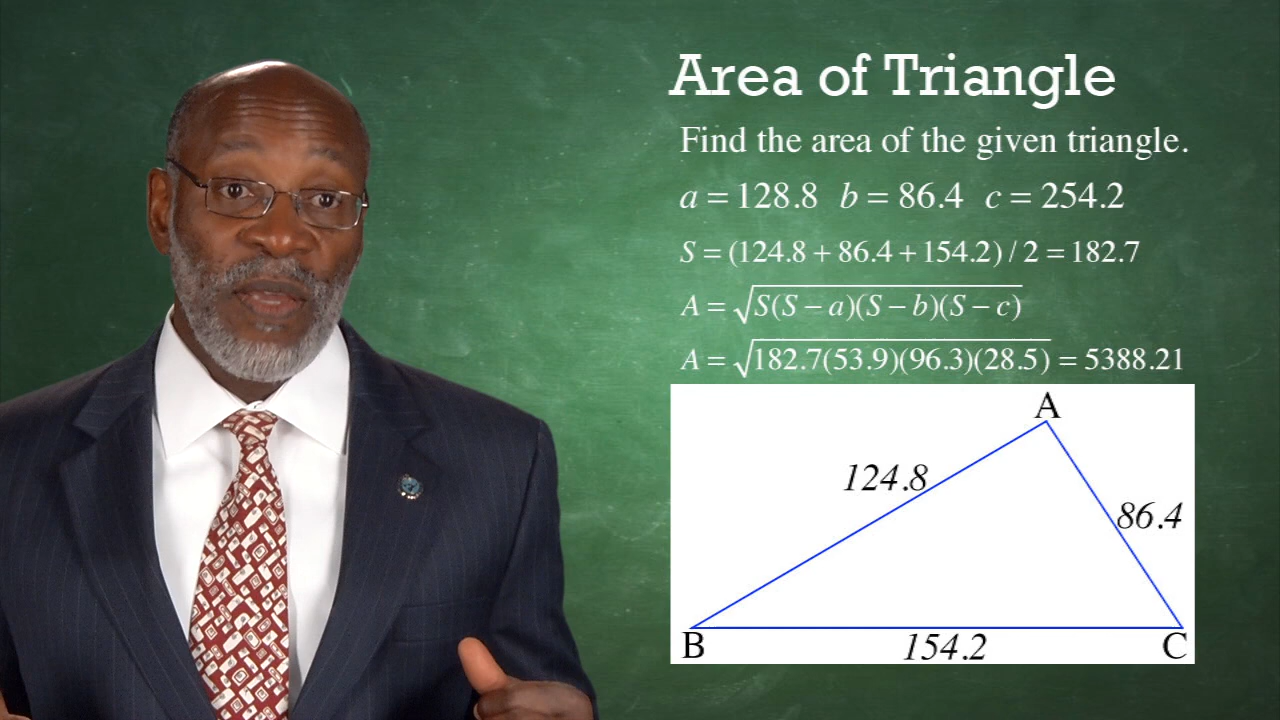 Area of Triangle
Find the area of the given triangle.
a = 128.8 b = 86.4 c = 254.2
S = (124.8 + 86.4 + 154.2) / 2 = 182.7
A = √S(S − a)(S − b)(S − c)
A = √182.7(53.9)(96.3)(28.5) = 5388.21
A
124.8
86.4
B
154.2
C